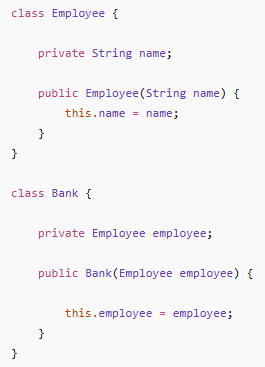 class Employee {
    private String name;
    public Employee(String name) {
        this.name = name;
    }
}
class Bank {
    private Employee employee;
    public Bank(Employee employee) {
        this.employee = employee;
    }
}